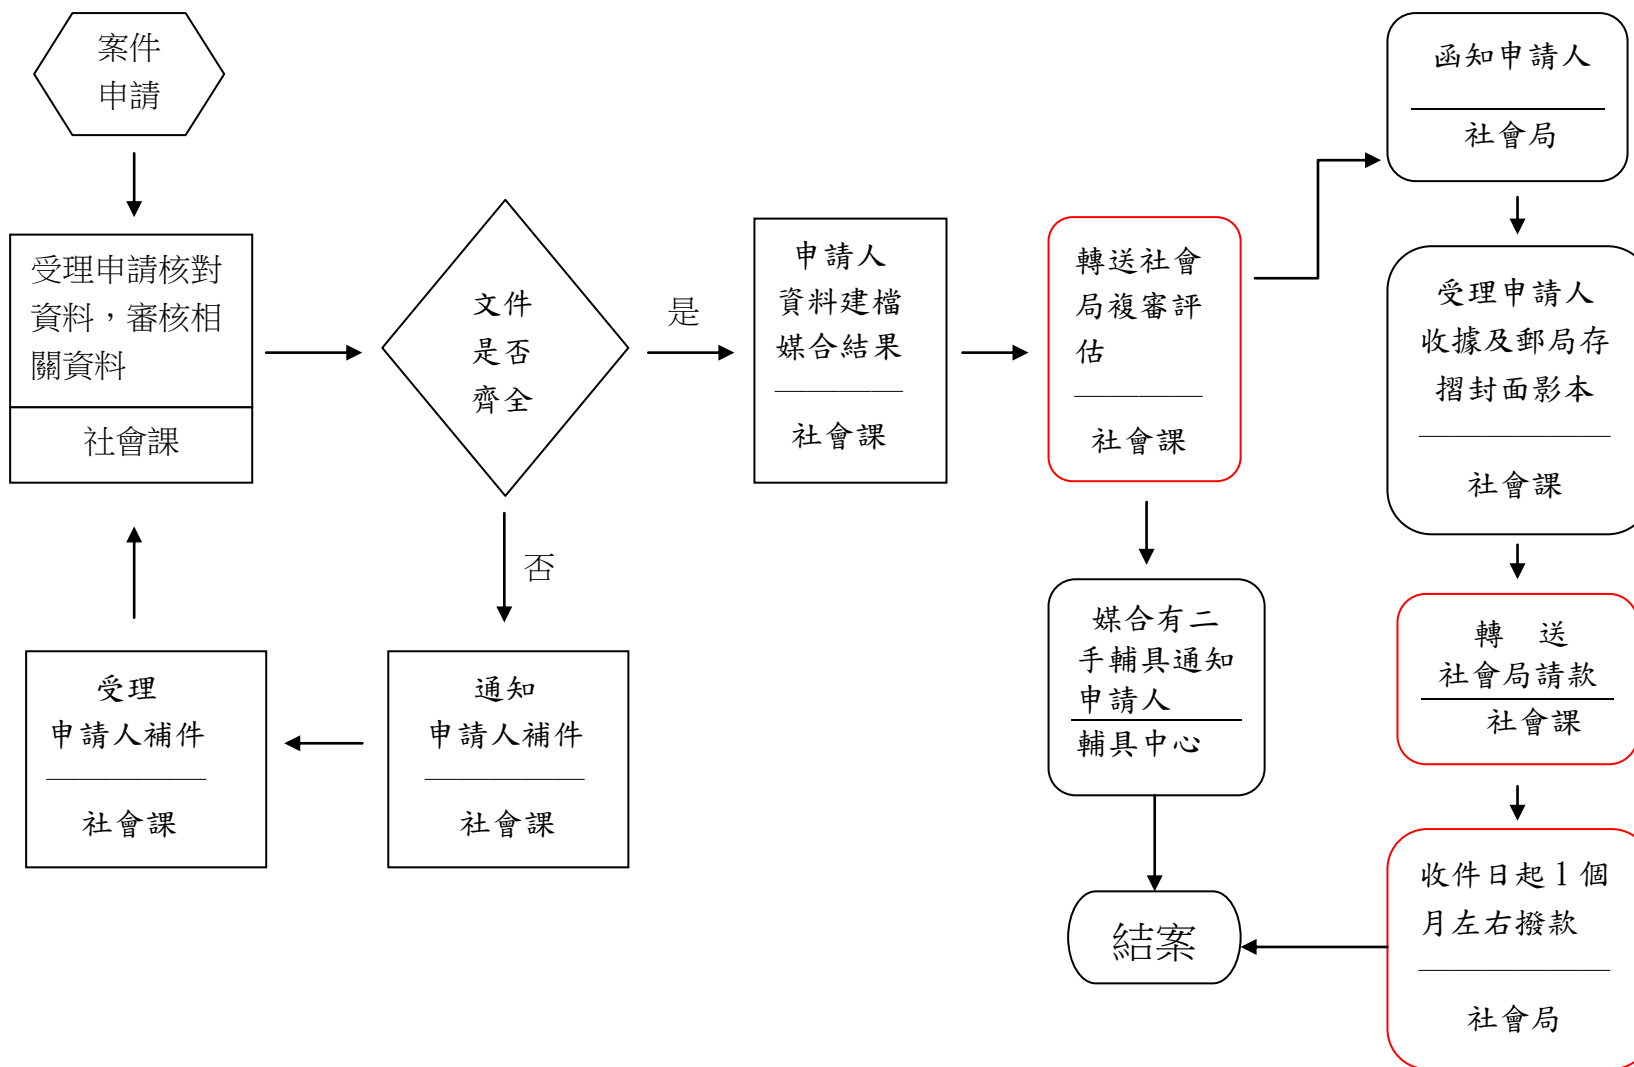 案件
申請
受理申請核對
資料，審核相
關資料
社會課
文件
是否
齊全
是
否
通知
申請人補件
社會課
受理
申請人補件
社會課
申請人
資料建檔
媒合結果
社會課
轉送社會
局複審評
估
社會課
媒合有二
手輔具通知
申請人
輔具中心
函知申請人
社會局
受理申請人
收據及郵局存
摺封面影本
社會課
轉 送
社會局請款
社會課
收件日起1個
月左右撥款
社會局
結案